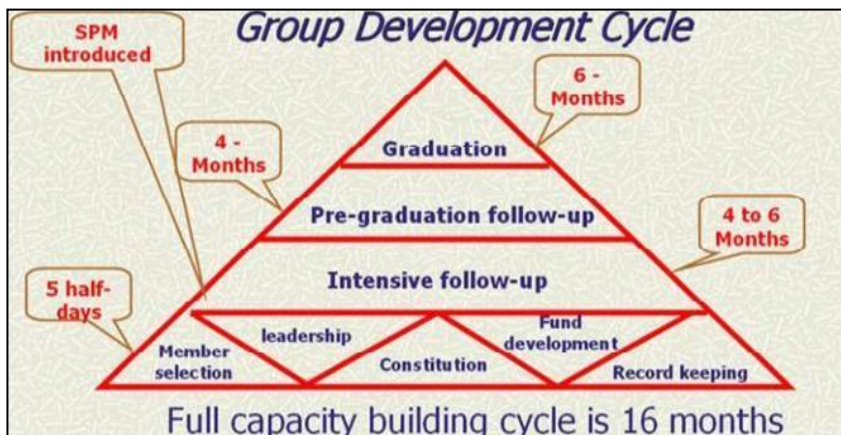 Group Development Cycle
SPM
introduced
6 -
Months
4 -
Months
Graduation
Pre-graduation follow-up
4 to 6
Months
Intensive follow-up
5 half-
days
Member
selection
leadership
Constitution
Fund
development
Record keeping
Full capacity building cycle is 16 months